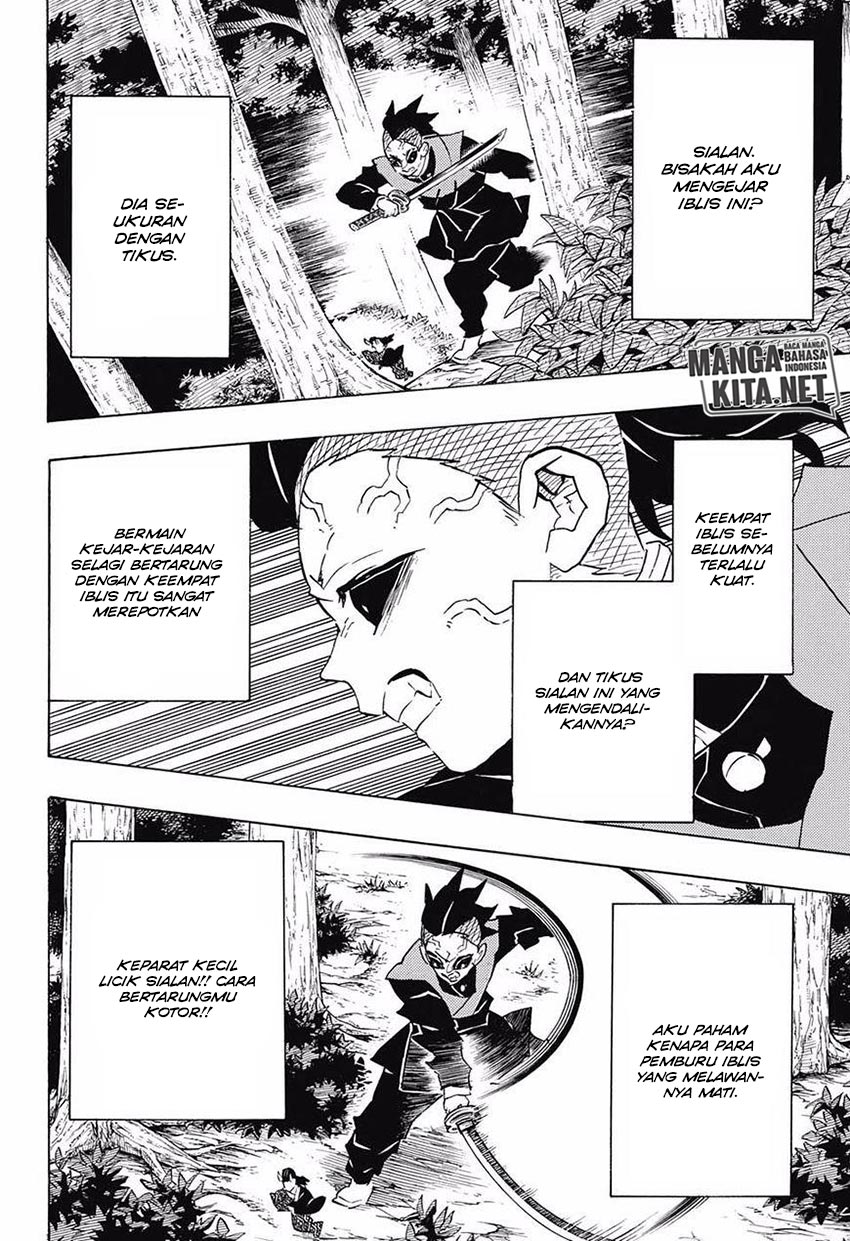 SIALAN.
BISAKAH AKU
MENGEJAR
IBLIS INI?
DIA SE-
UKURAN
DENGAN
TIKUS.
MANGA
KITA.NET
BACA MANGA
BAHASA
INDONESIA
KEEMPAT
IBLIS SE-
BELUMNYA
TERLALU
KUAT.
DAN TIKUS
SIALAN INI YANG
MENGENDALI-
KANNYA?
BERMAIN
KEJAR-KEJARAN
SELAGI BERTARUNG
DENGAN KEEMPAT
IBLIS ITU SANGAT
MEREPOTKAN
AKU PAHAM
KENAPA PARA
PEMBURU IBLIS
YANG MELAWAN-
NYA MATI.
KEPARAT KECIL
LICIK SIALAN!! CARA
BERTARUNGMU
KOTOR!!